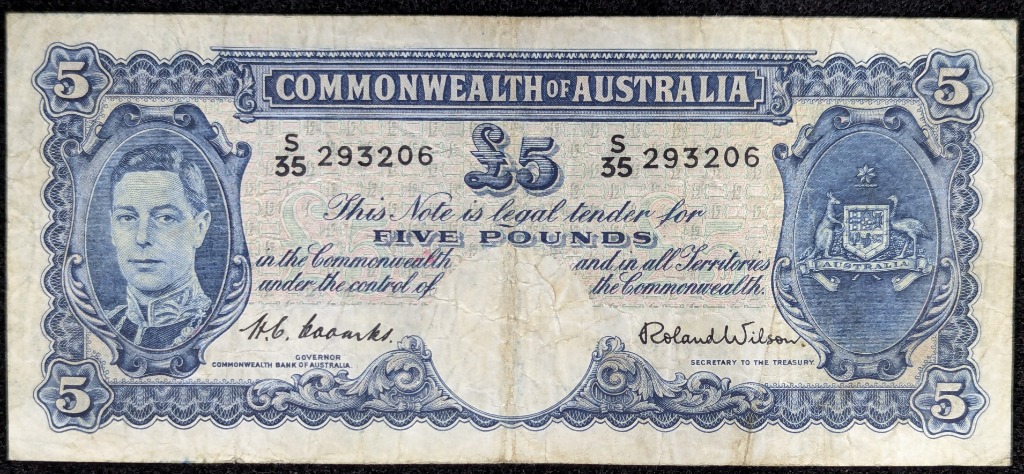 5 5
COMMONWEALTH OF AUSTRALIA
S/35 293206 £5 S/35 293206
This Note is legal tender for
FIVE POUNDS
in the Commonwealth and in all Territories
under the control of the Commonwealth.
AUSTRALIA
H.C. Coombs. Roland Wilson.
GOVERNOR
COMMONWEALTH BANK OF AUSTRALIA. SECRETARY TO THE TREASURY.
5 5